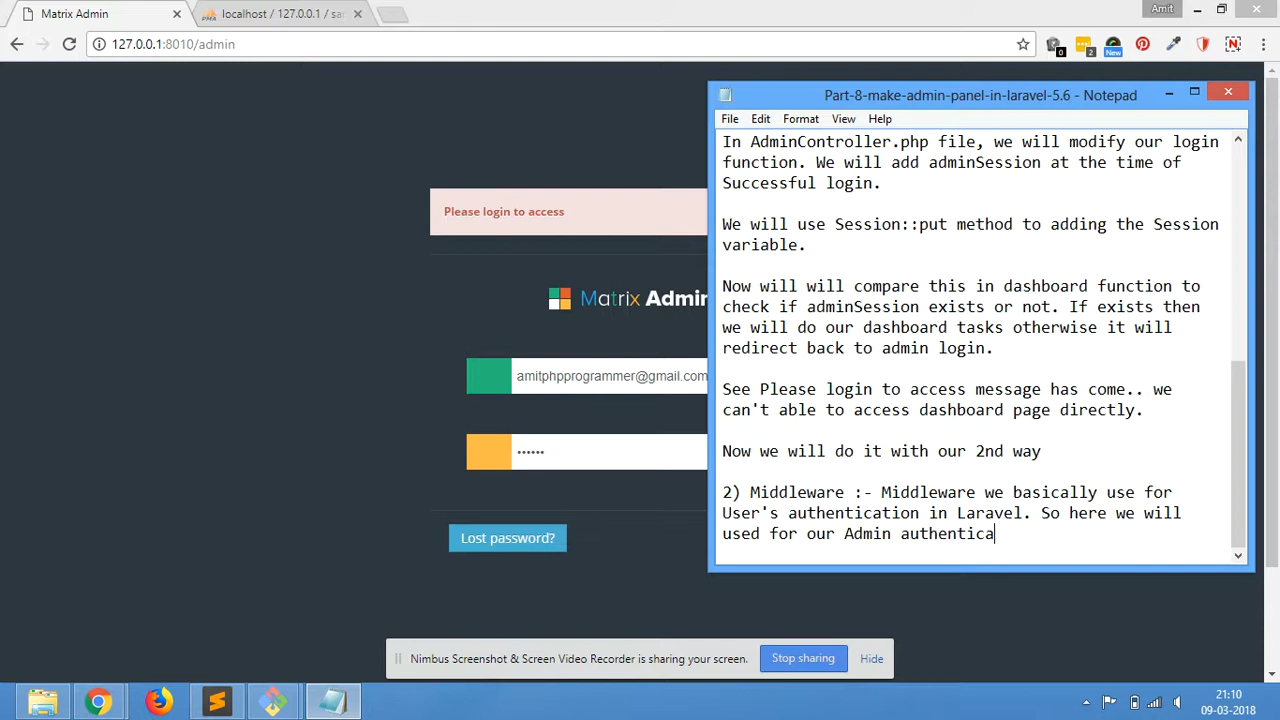 Matrix Admin
localhost / 127.0.0.1 / sa
Amit
127.0.0.1:8010/admin
0
2
New
Part-8-make-admin-panel-in-laravel-5.6 - Notepad
File Edit Format View Help
In AdminController.php file, we will modify our login
function. We will add adminSession at the time of
Successful login.
We will use Session::put method to adding the Session
variable.
Now will will compare this in dashboard function to
check if adminSession exists or not. If exists then
we will do our dashboard tasks otherwise it will
redirect back to admin login.
See Please login to access message has come.. we
can't able to access dashboard page directly.
Now we will do it with our 2nd way
2) Middleware :- Middleware we basically use for
User's authentication in Laravel. So here we will
used for our Admin authentica
Please login to access
Matrix Admin
amitphpprogrammer@gmail.com
••••••
Lost password?
Nimbus Screenshot & Screen Video Recorder is sharing your screen.
Stop sharing
Hide
21:10
09-03-2018